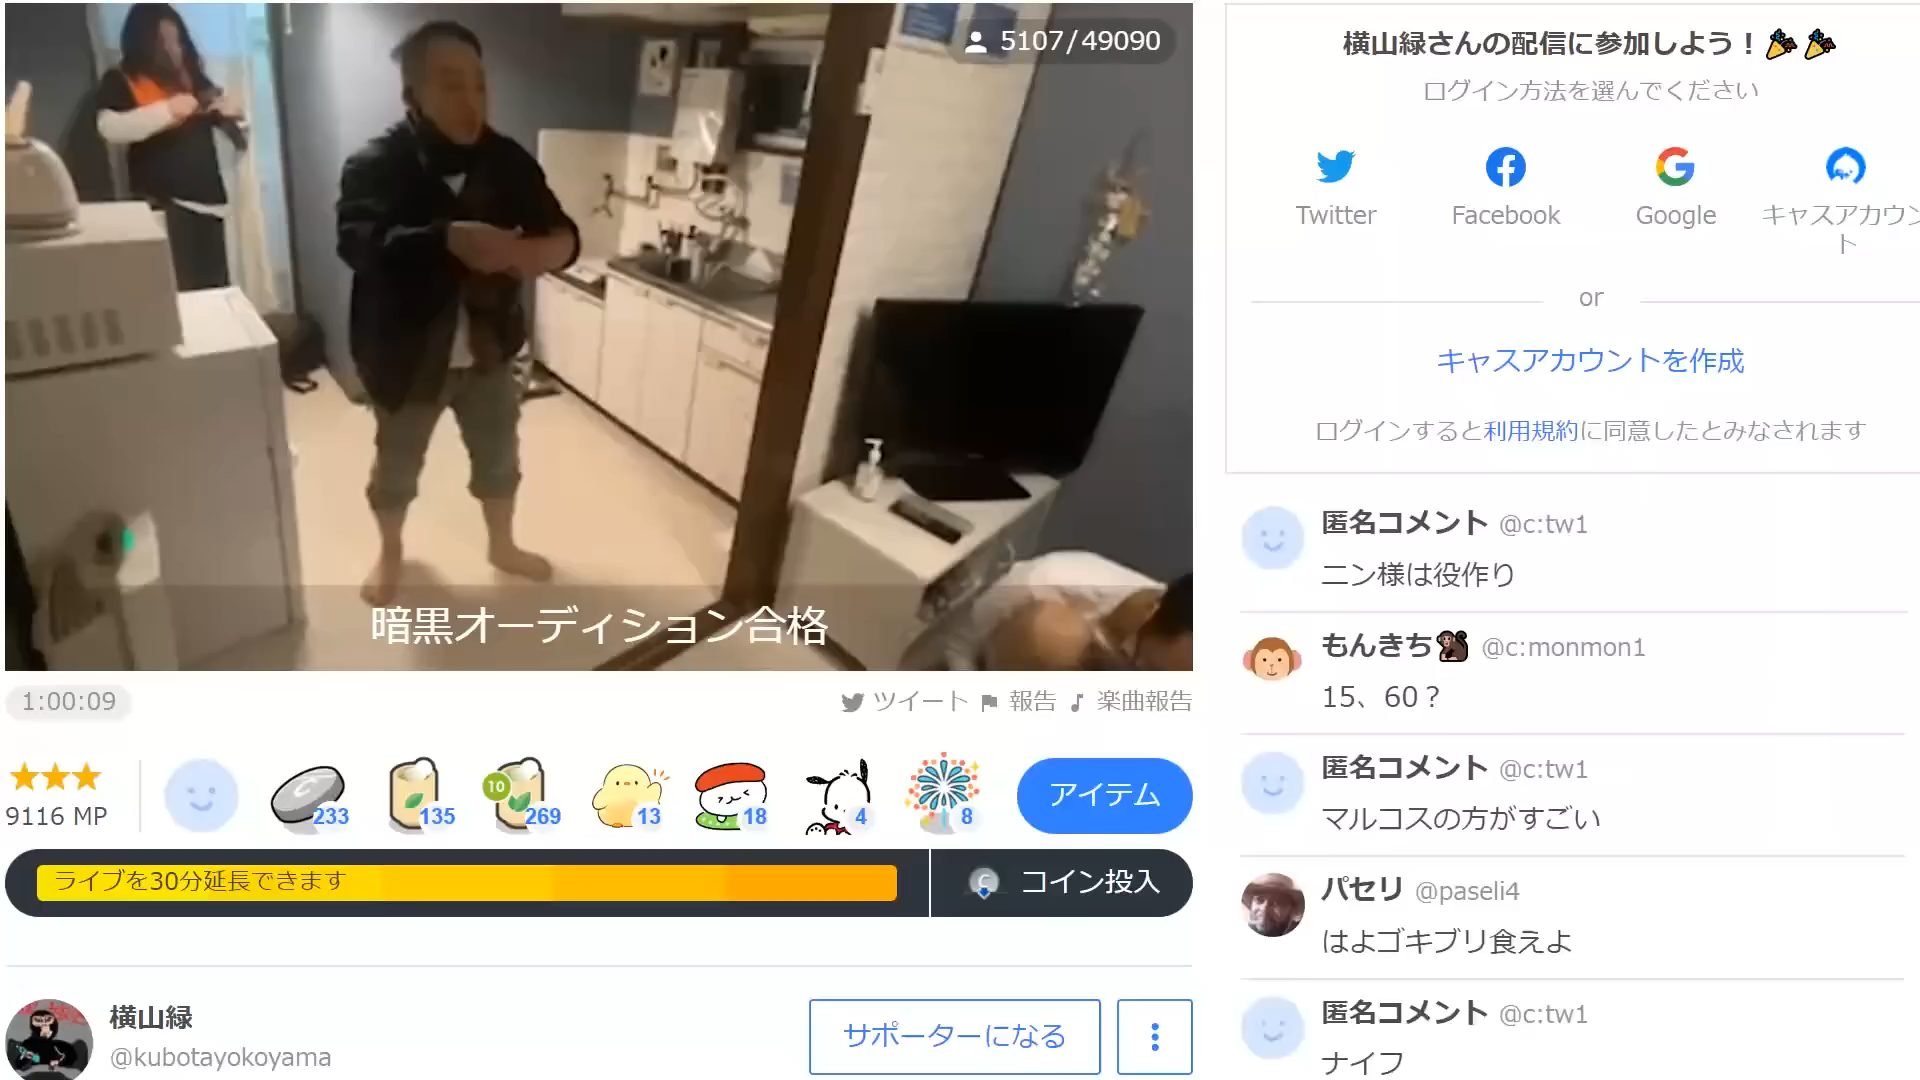 5107/49090
暗黒オーディション合格
1:00:09
ツイート 報告 楽曲報告
9116 MP
233
135
10
269
13
18
4
8
アイテム
ライブを30分延長できます
C
コイン投入
横山緑
@kubotayokoyama
サポーターになる
横山緑さんの配信に参加しよう！
ログイン方法を選んでください
Twitter
Facebook
Google
キャスアカウン
ト
or
キャスアカウントを作成
ログインすると利用規約に同意したとみなされます
匿名コメント @c:tw1
ニン様は役作り
もんきち @c:monmon1
15、60？
匿名コメント @c:tw1
マルコスの方がすごい
パセリ @paseli4
はよゴキブリ食えよ
匿名コメント @c:tw1
ナイフ